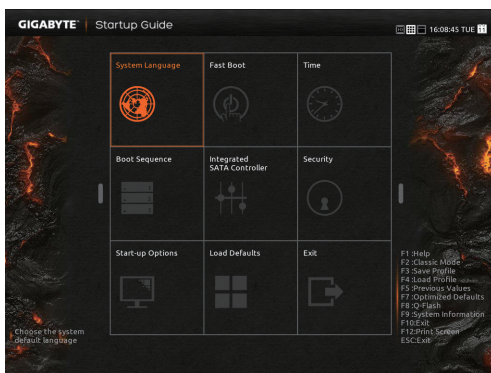 GIGABYTE™ Startup Guide
16:08:45 TUE 11
System Language
Fast Boot
Time
Boot Sequence
Integrated
SATA Controller
Security
Start-up Options
Load Defaults
Exit
F1 :Help
F2 :Classic Mode
F3 :Save Profile
F4 :Load Profile
F5 :Previous Values
F7 :Optimized Defaults
F8 :Q-Flash
F9 :System Information
F10:Exit
F12:Print Screen
ESC:Exit
Choose the system
default language